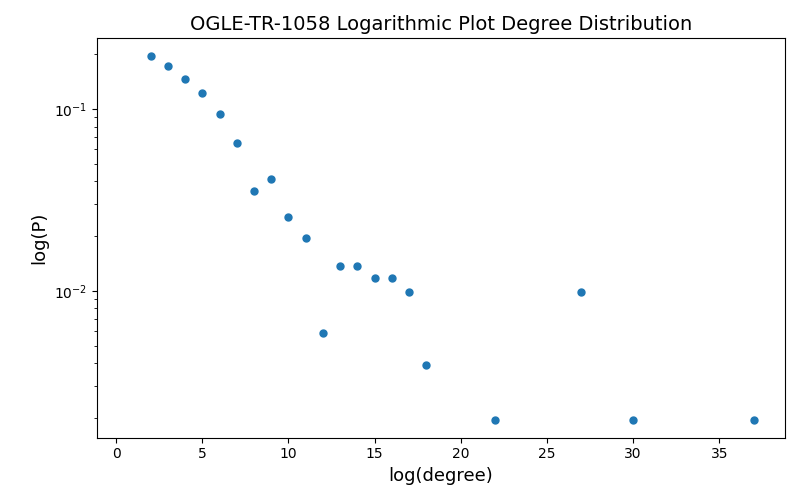 OGLE-TR-1058 Logarithmic Plot Degree Distribution
log(P)
10⁻¹
10⁻²
0 5 10 15 20 25 30 35
log(degree)